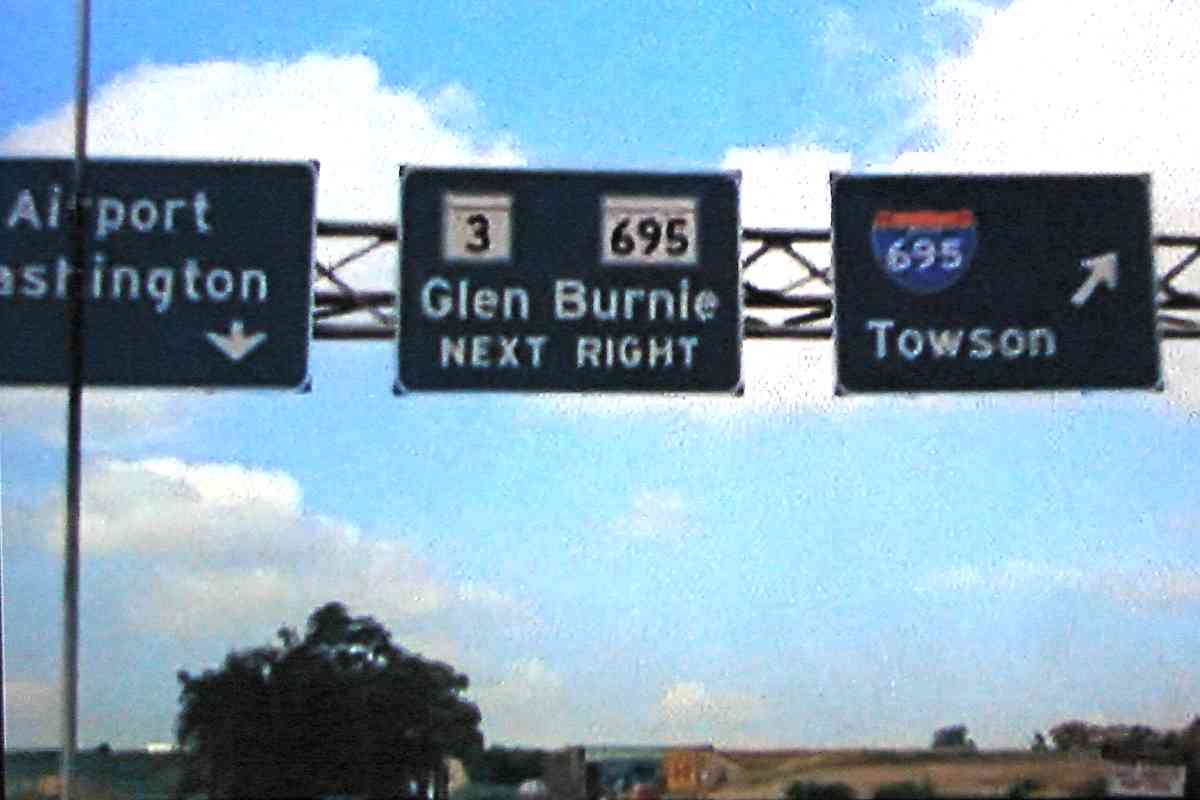 Airport
ashington
3 695
Glen Burnie
NEXT RIGHT
695
Towson